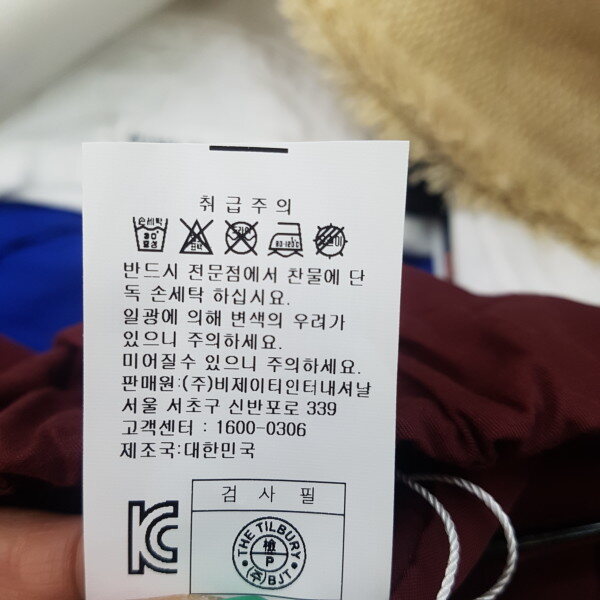 취급주의
손세탁
30℃
중성
80-120℃
반드시 전문점에서 찬물에 단
독 손세탁 하십시요.
일광에 의해 변색의 우려가
있으니 주의하세요.
미어질수 있으니 주의하세요.
판매원:(주)비제이티인터내셔날
서울 서초구 신반포로 339
고객센터 : 1600-0306
제조국:대한민국
검 사 필
THE TILBURY
檢
P
(주)BJT